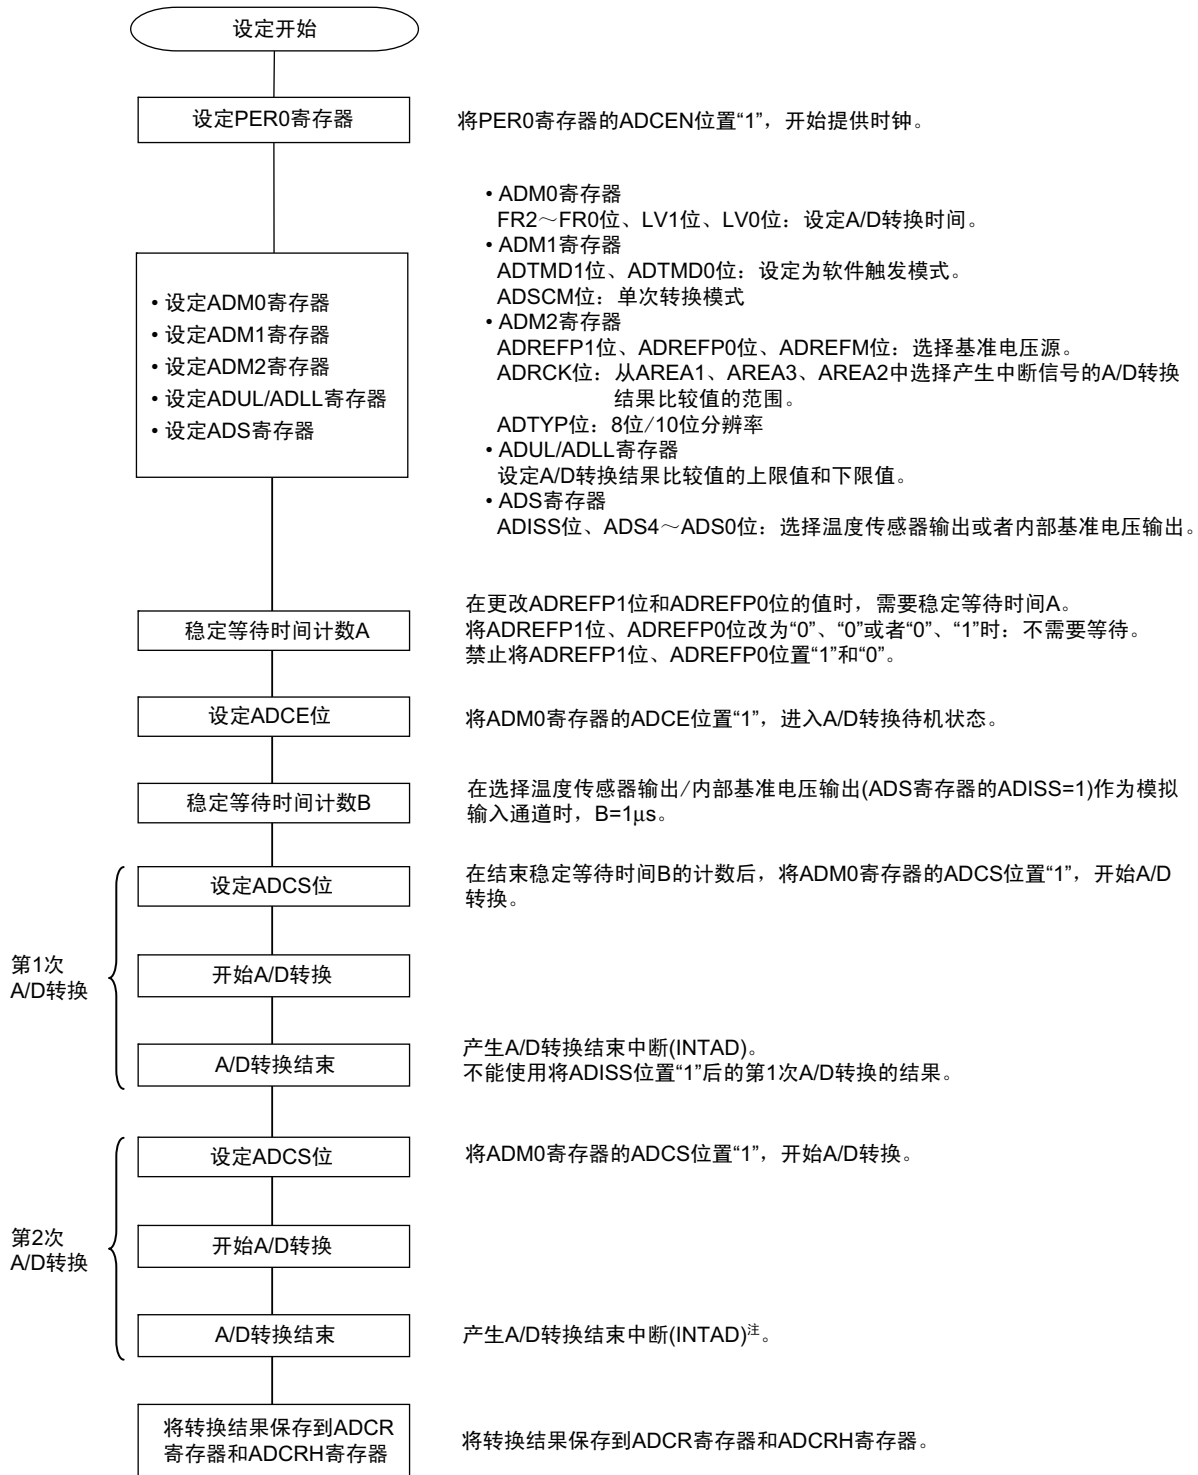 设定开始
设定PER0寄存器
将PER0寄存器的ADCEN位置“1”，开始提供时钟。
• 设定ADM0寄存器
• 设定ADM1寄存器
• 设定ADM2寄存器
• 设定ADUL/ADLL寄存器
• 设定ADS寄存器
• ADM0寄存器
FR2～FR0位、LV1位、LV0位：设定A/D转换时间。
• ADM1寄存器
ADTMD1位、ADTMD0位：设定为软件触发模式。
ADSCM位：单次转换模式
• ADM2寄存器
ADREFP1位、ADREFP0位、ADREFM位：选择基准电压源。
ADRCK位：从AREA1、AREA3、AREA2中选择产生中断信号的A/D转换
结果比较值的范围。
ADTYP位：8位/10位分辨率
• ADUL/ADLL寄存器
设定A/D转换结果比较值的上限值和下限值。
• ADS寄存器
ADISS位、ADS4～ADS0位：选择温度传感器输出或者内部基准电压输出。
稳定等待时间计数A
在更改ADREFP1位和ADREFP0位的值时，需要稳定等待时间A。
将ADREFP1位、ADREFP0位改为“0”、“0”或者“0”、“1”时：不需要等待。
禁止将ADREFP1位、ADREFP0位置“1”和“0”。
设定ADCE位
将ADM0寄存器的ADCE位置“1”，进入A/D转换待机状态。
稳定等待时间计数B
在选择温度传感器输出/内部基准电压输出(ADS寄存器的ADISS=1)作为模拟
输入通道时，B=1μs。
设定ADCS位
在结束稳定等待时间B的计数后，将ADM0寄存器的ADCS位置“1”，开始A/D
转换。
第1次
A/D转换
开始A/D转换
A/D转换结束
产生A/D转换结束中断(INTAD)。
不能使用将ADISS位置“1”后的第1次A/D转换的结果。
设定ADCS位
将ADM0寄存器的ADCS位置“1”，开始A/D转换。
第2次
A/D转换
开始A/D转换
A/D转换结束
产生A/D转换结束中断(INTAD)注。
将转换结果保存到ADCR
寄存器和ADCRH寄存器
将转换结果保存到ADCR寄存器和ADCRH寄存器。